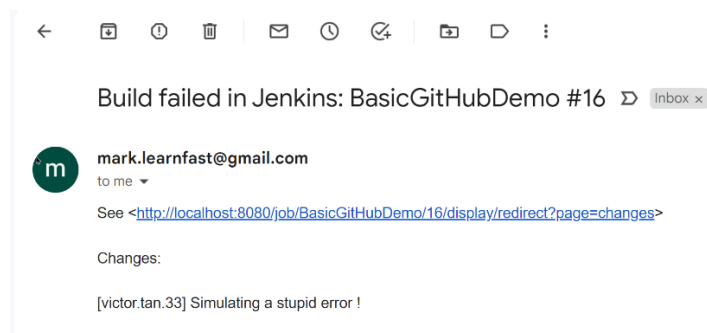 Build failed in Jenkins: BasicGitHubDemo #16 Inbox ×
m
mark.learnfast@gmail.com
to me
See <http://localhost:8080/job/BasicGitHubDemo/16/display/redirect?page=changes>
Changes:
[victor.tan.33] Simulating a stupid error !